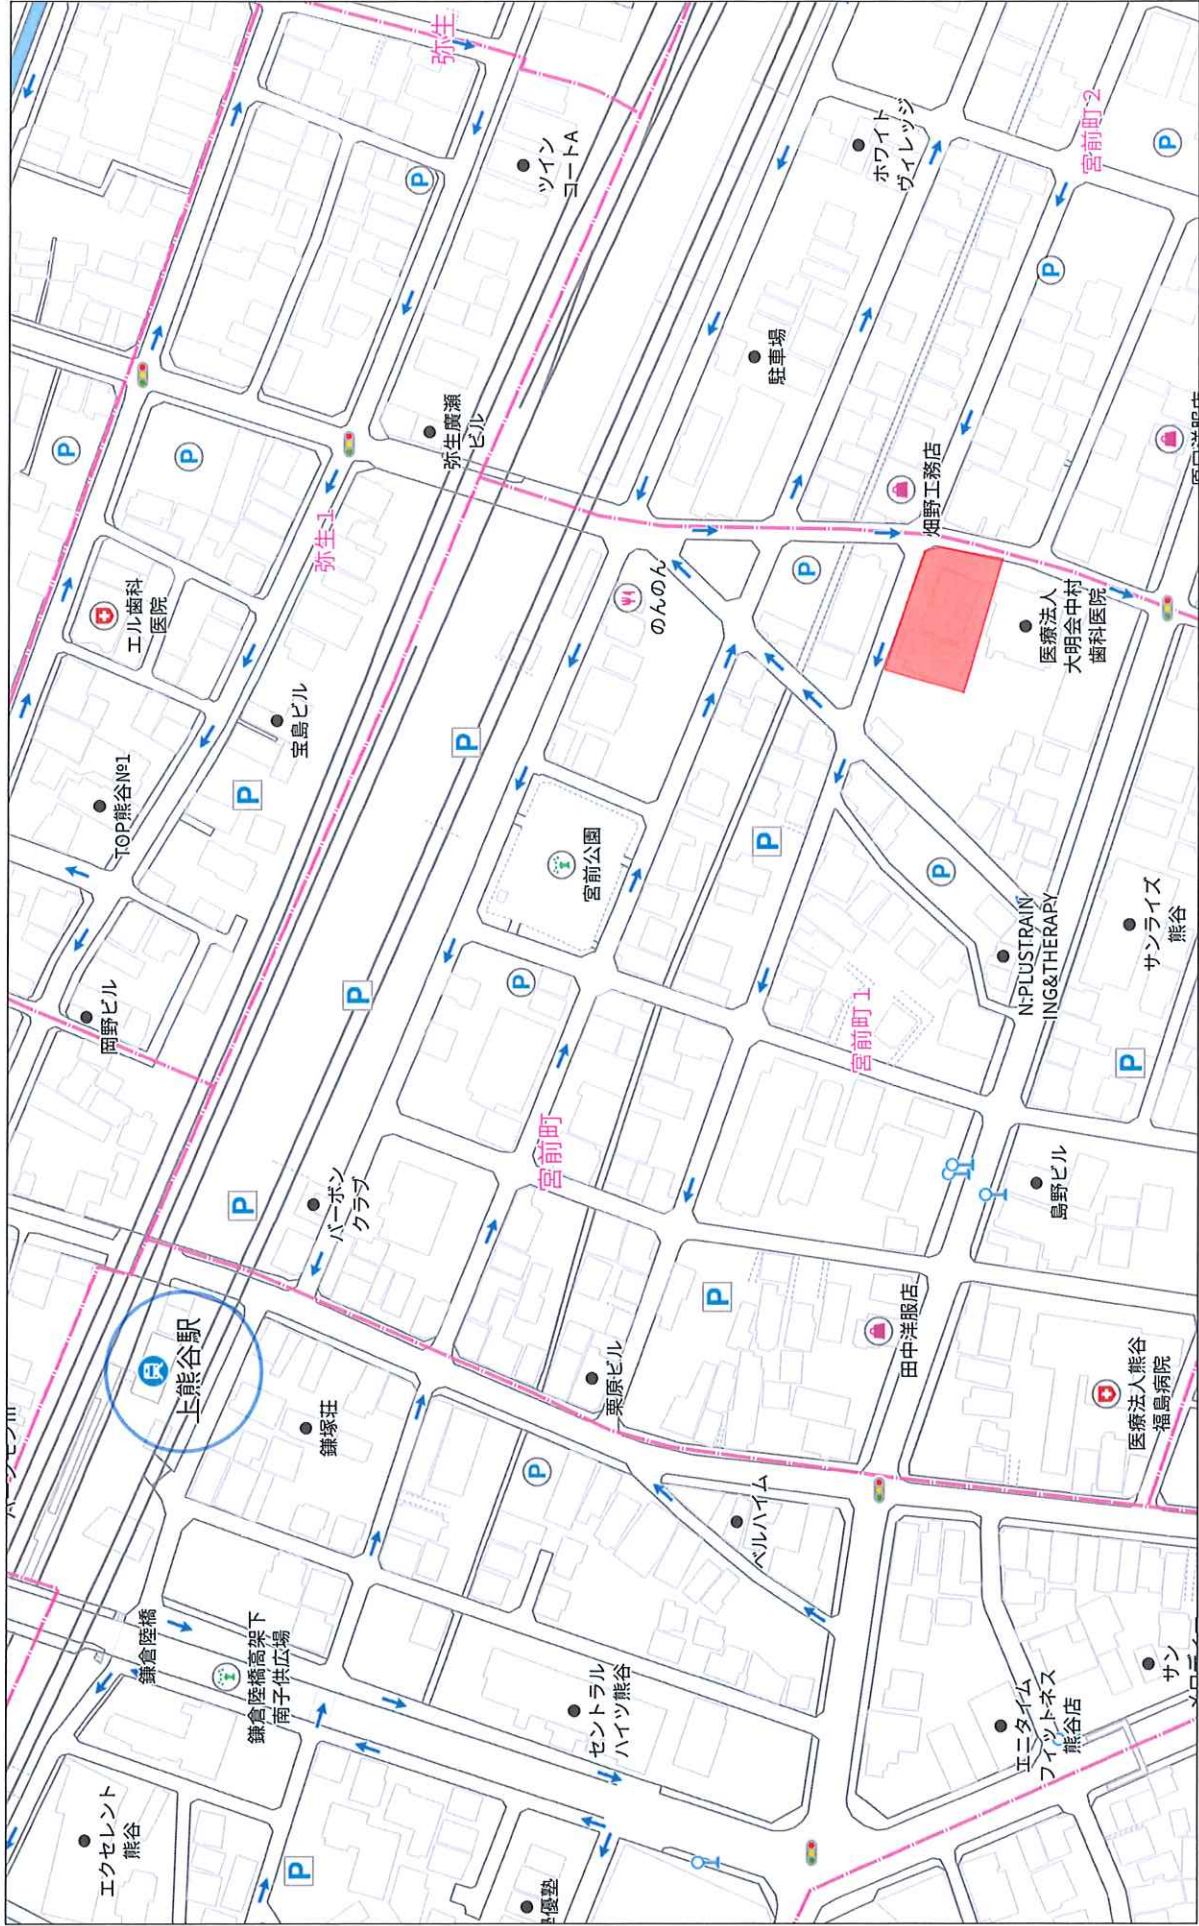 弥生
ツイン
コートA
ホワイト
ヴィレッジ
宮前町 2
P
P
P
P
駐車場
弥生廣瀬
ビル
畑野工務店
P
弥生 1
エル歯科
医院
のんのん
P
医療法人
大明会中村
歯科医院
宝島ビル
TOP熊谷№1
P
P
宮前公園
P
P
サンライズ
熊谷
N:PLUSTRAIN
ING&THERAPY
岡野ビル
P
P
宮前町 1
P
宮前町
バーボン
クラブ
P
島野ビル
上熊谷駅
P
田中洋服店
栗原ビル
鎌塚荘
医療法人熊谷
福島病院
P
ベルハイム
鎌倉陸橋
鎌倉陸橋高架下
南子供広場
セントラル
ハイツ熊谷
エニタイム
フィットネス
熊谷店
サン
エクセレント
熊谷
P
優塾